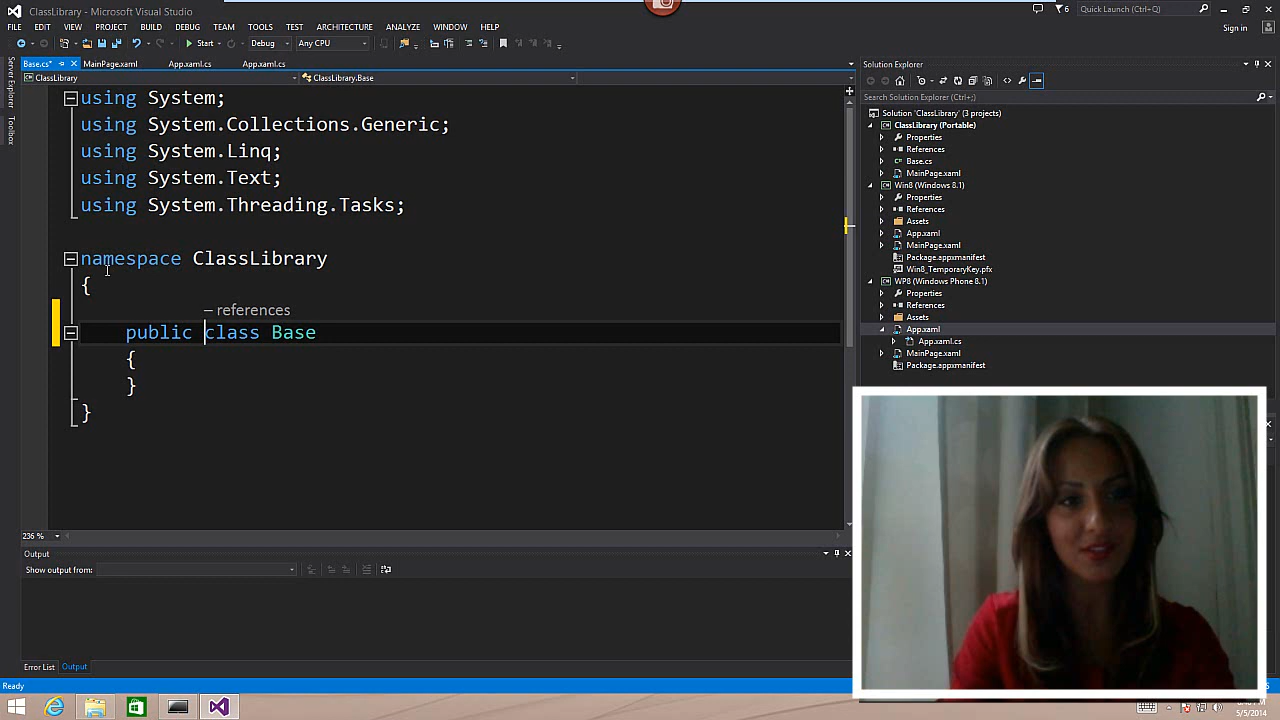 ClassLibrary - Microsoft Visual Studio
6
Quick Launch (Ctrl+Q)
FILE EDIT VIEW PROJECT BUILD DEBUG TEAM TOOLS TEST ARCHITECTURE ANALYZE WINDOW HELP
Sign in
Start Debug Any CPU
Server Explorer
Toolbox
Base.cs* MainPage.xaml App.xaml.cs App.xaml.cs
ClassLibrary ClassLibrary.Base
using System;
using System.Collections.Generic;
using System.Linq;
using System.Text;
using System.Threading.Tasks;
namespace ClassLibrary
{
– references
public class Base
{
}
}
236 %
Output
Show output from:
Error List Output
Ready
Solution Explorer
Search Solution Explorer (Ctrl+;)
Solution 'ClassLibrary' (3 projects)
ClassLibrary (Portable)
Properties
References
Base.cs
MainPage.xaml
Win8 (Windows 8.1)
Properties
References
Assets
App.xaml
MainPage.xaml
Package.appxmanifest
Win8_TemporaryKey.pfx
WP8 (Windows Phone 8.1)
Properties
References
Assets
App.xaml
App.xaml.cs
MainPage.xaml
Package.appxmanifest
5/5/2014